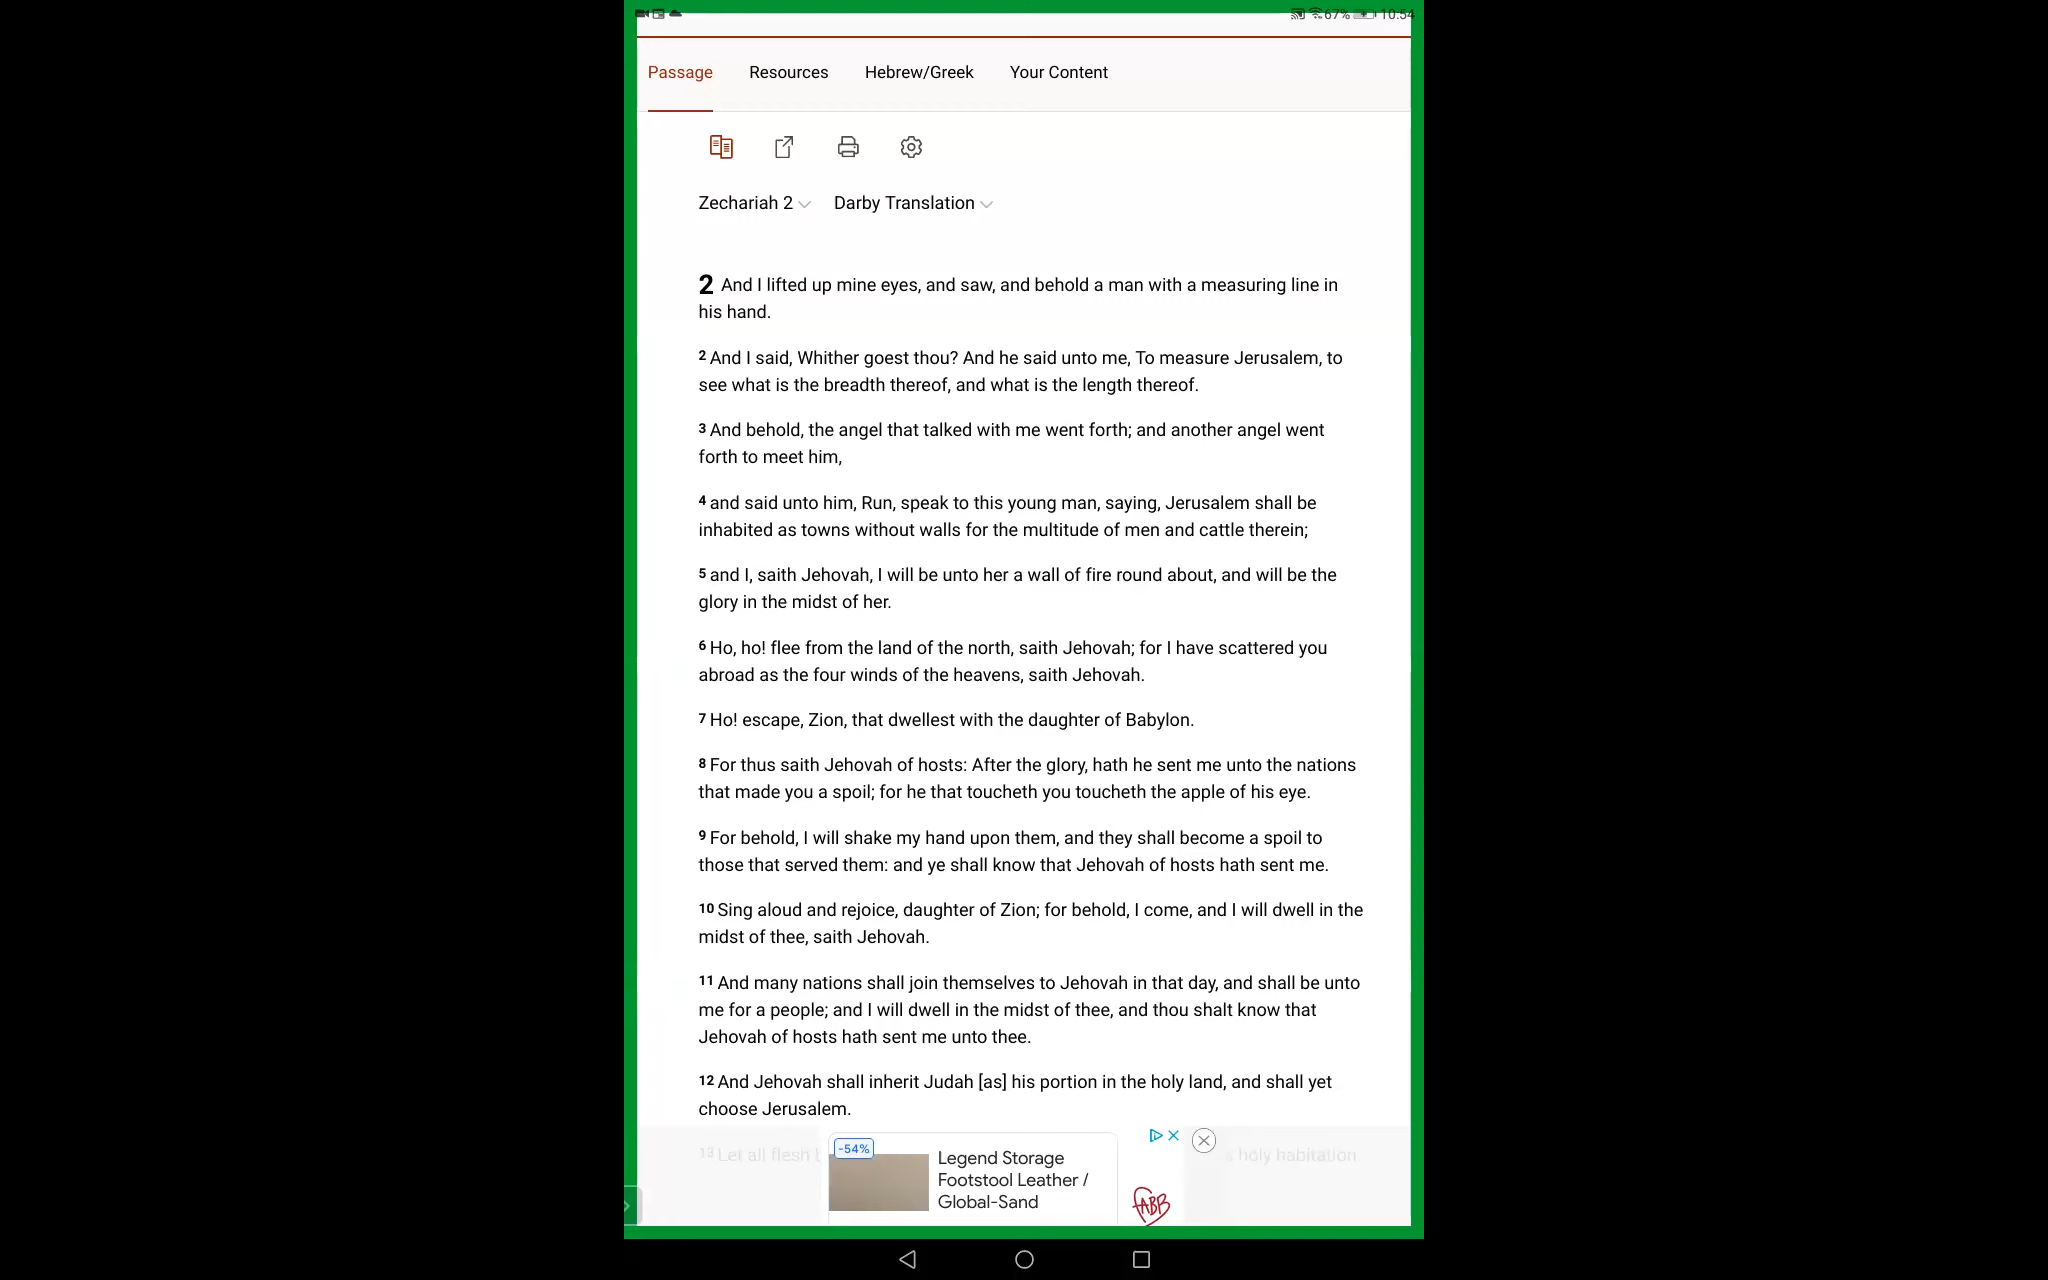 67% 10:54
Passage Resources Hebrew/Greek Your Content
Zechariah 2 Darby Translation
2 And I lifted up mine eyes, and saw, and behold a man with a measuring line in
his hand.
2 And I said, Whither goest thou? And he said unto me, To measure Jerusalem, to
see what is the breadth thereof, and what is the length thereof.
3 And behold, the angel that talked with me went forth; and another angel went
forth to meet him,
4 and said unto him, Run, speak to this young man, saying, Jerusalem shall be
inhabited as towns without walls for the multitude of men and cattle therein;
5 and I, saith Jehovah, I will be unto her a wall of fire round about, and will be the
glory in the midst of her.
6 Ho, ho! flee from the land of the north, saith Jehovah; for I have scattered you
abroad as the four winds of the heavens, saith Jehovah.
7 Ho! escape, Zion, that dwellest with the daughter of Babylon.
8 For thus saith Jehovah of hosts: After the glory, hath he sent me unto the nations
that made you a spoil; for he that toucheth you toucheth the apple of his eye.
9 For behold, I will shake my hand upon them, and they shall become a spoil to
those that served them: and ye shall know that Jehovah of hosts hath sent me.
10 Sing aloud and rejoice, daughter of Zion; for behold, I come, and I will dwell in the
midst of thee, saith Jehovah.
11 And many nations shall join themselves to Jehovah in that day, and shall be unto
me for a people; and I will dwell in the midst of thee, and thou shalt know that
Jehovah of hosts hath sent me unto thee.
12 And Jehovah shall inherit Judah [as] his portion in the holy land, and shall yet
choose Jerusalem.
13 Let all flesh holy habitation
-54%
Legend Storage
Footstool Leather /
Global-Sand
ABB